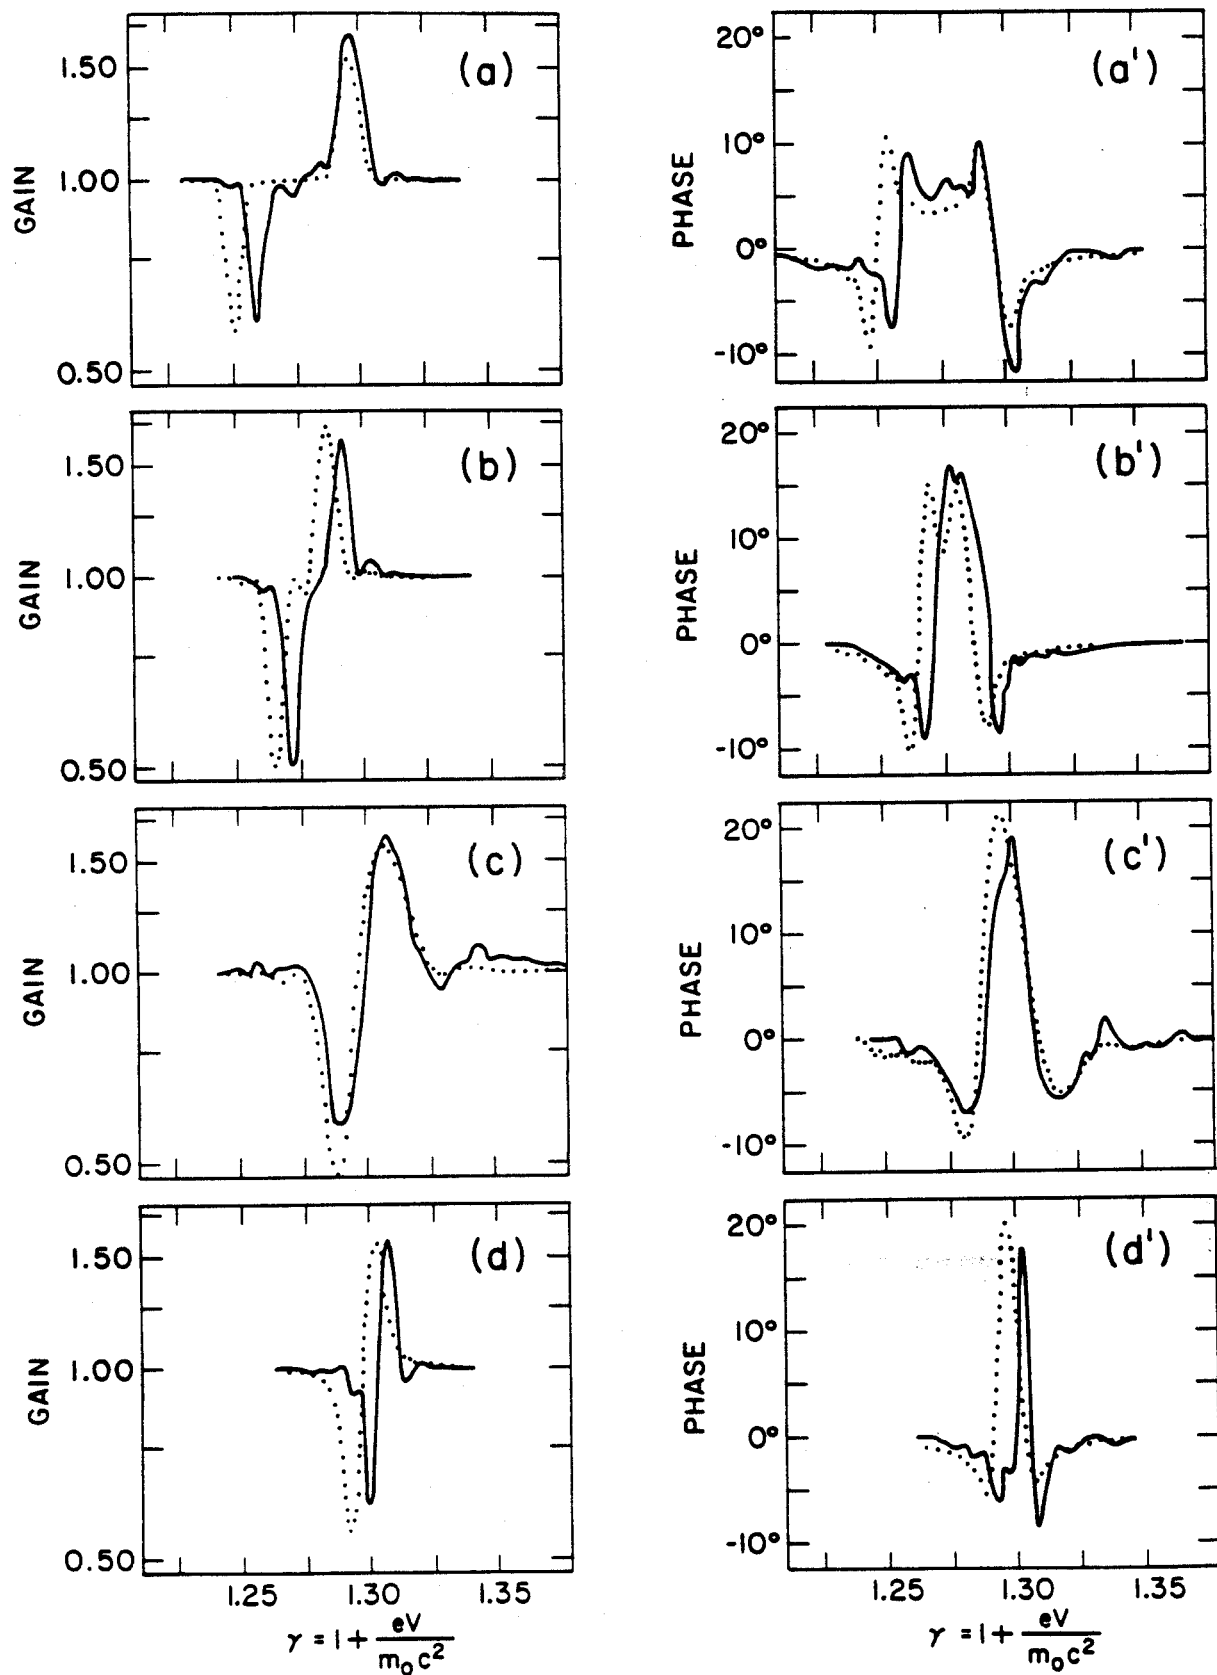 (a)
1.50
1.00
0.50
GAIN
(a')
20°
10°
0°
-10°
PHASE
(b)
1.50
1.00
0.50
GAIN
(b')
20°
10°
0°
-10°
PHASE
(c)
1.50
1.00
0.50
GAIN
(c')
20°
10°
0°
-10°
PHASE
(d)
1.50
1.00
0.50
GAIN
1.25 1.30 1.35
γ = 1 + eV/m₀c²
(d')
20°
10°
0°
-10°
PHASE
1.25 1.30 1.35
γ = 1 + eV/m₀c²